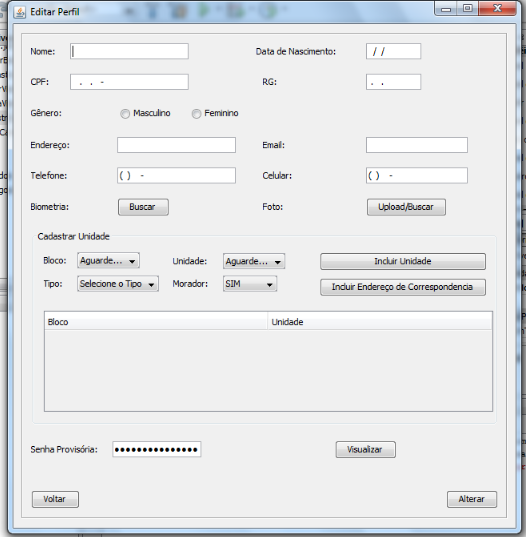 Editar Perfil
Nome: Data de Nascimento: / /
CPF: . . - RG: . .
Gênero: Masculino Feminino
Endereço: Email:
Telefone: ( ) - Celular: ( ) -
Biometria: Buscar Foto: Upload/Buscar
Cadastrar Unidade
Bloco: Aguarde... Unidade: Aguarde... Incluir Unidade
Tipo: Selecione o Tipo Morador: SIM Incluir Endereço de Correspondencia
Bloco Unidade
Senha Provisória: ●●●●●●●●●●●●●●● Visualizar
Voltar Alterar